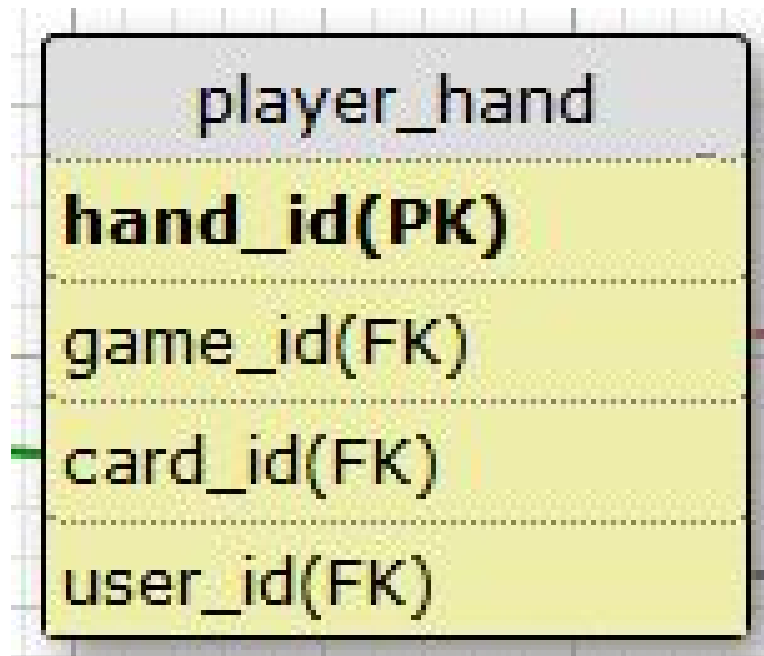 player_hand
hand_id(PK)
game_id(FK)
card_id(FK)
user_id(FK)